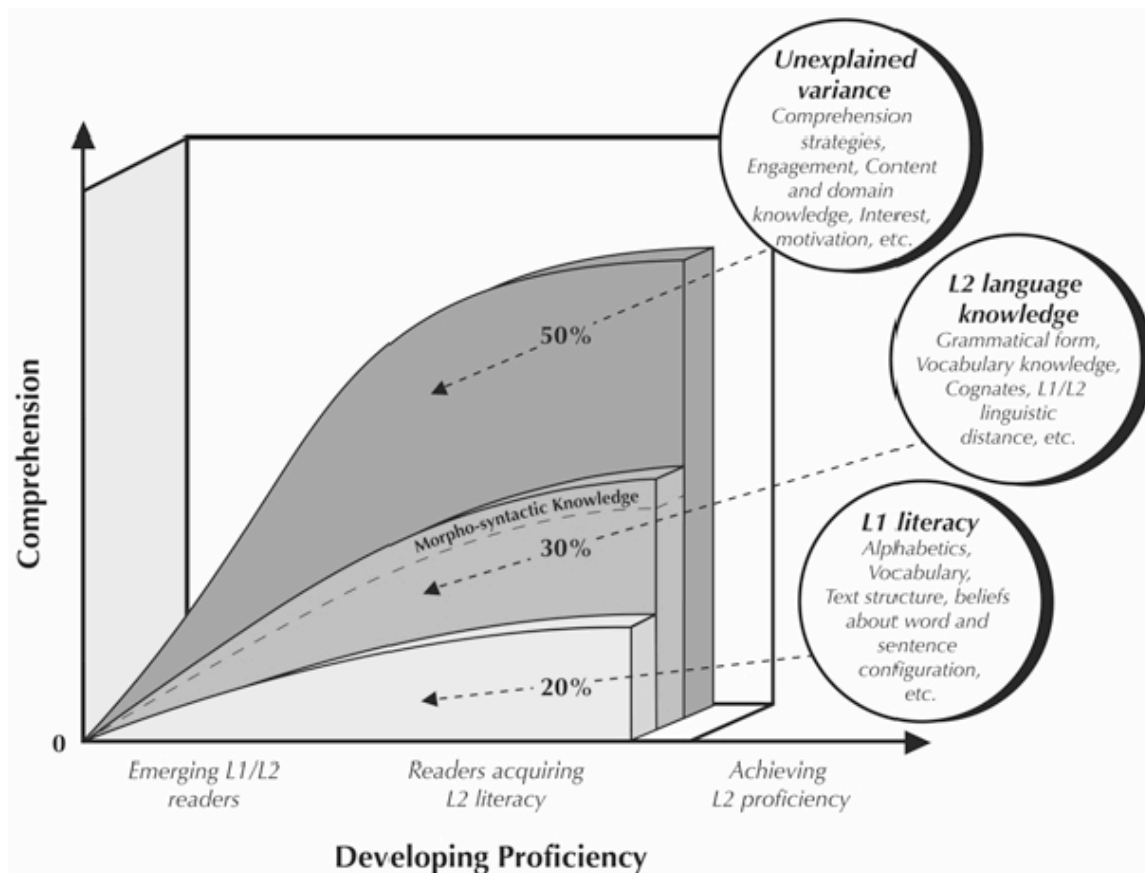 Unexplained
variance
Comprehension
strategies,
Engagement, Content
and domain
knowledge, Interest,
motivation, etc.
L2 language
knowledge
Grammatical form,
Vocabulary knowledge,
Cognates, L1/L2
linguistic
distance, etc.
L1 literacy
Alphabetics,
Vocabulary,
Text structure, beliefs
about word and
sentence
configuration,
etc.
50%
Morpho-syntactic Knowledge
30%
20%
Comprehension
0
Emerging L1/L2
readers
Readers acquiring
L2 literacy
Achieving
L2 proficiency
Developing Proficiency